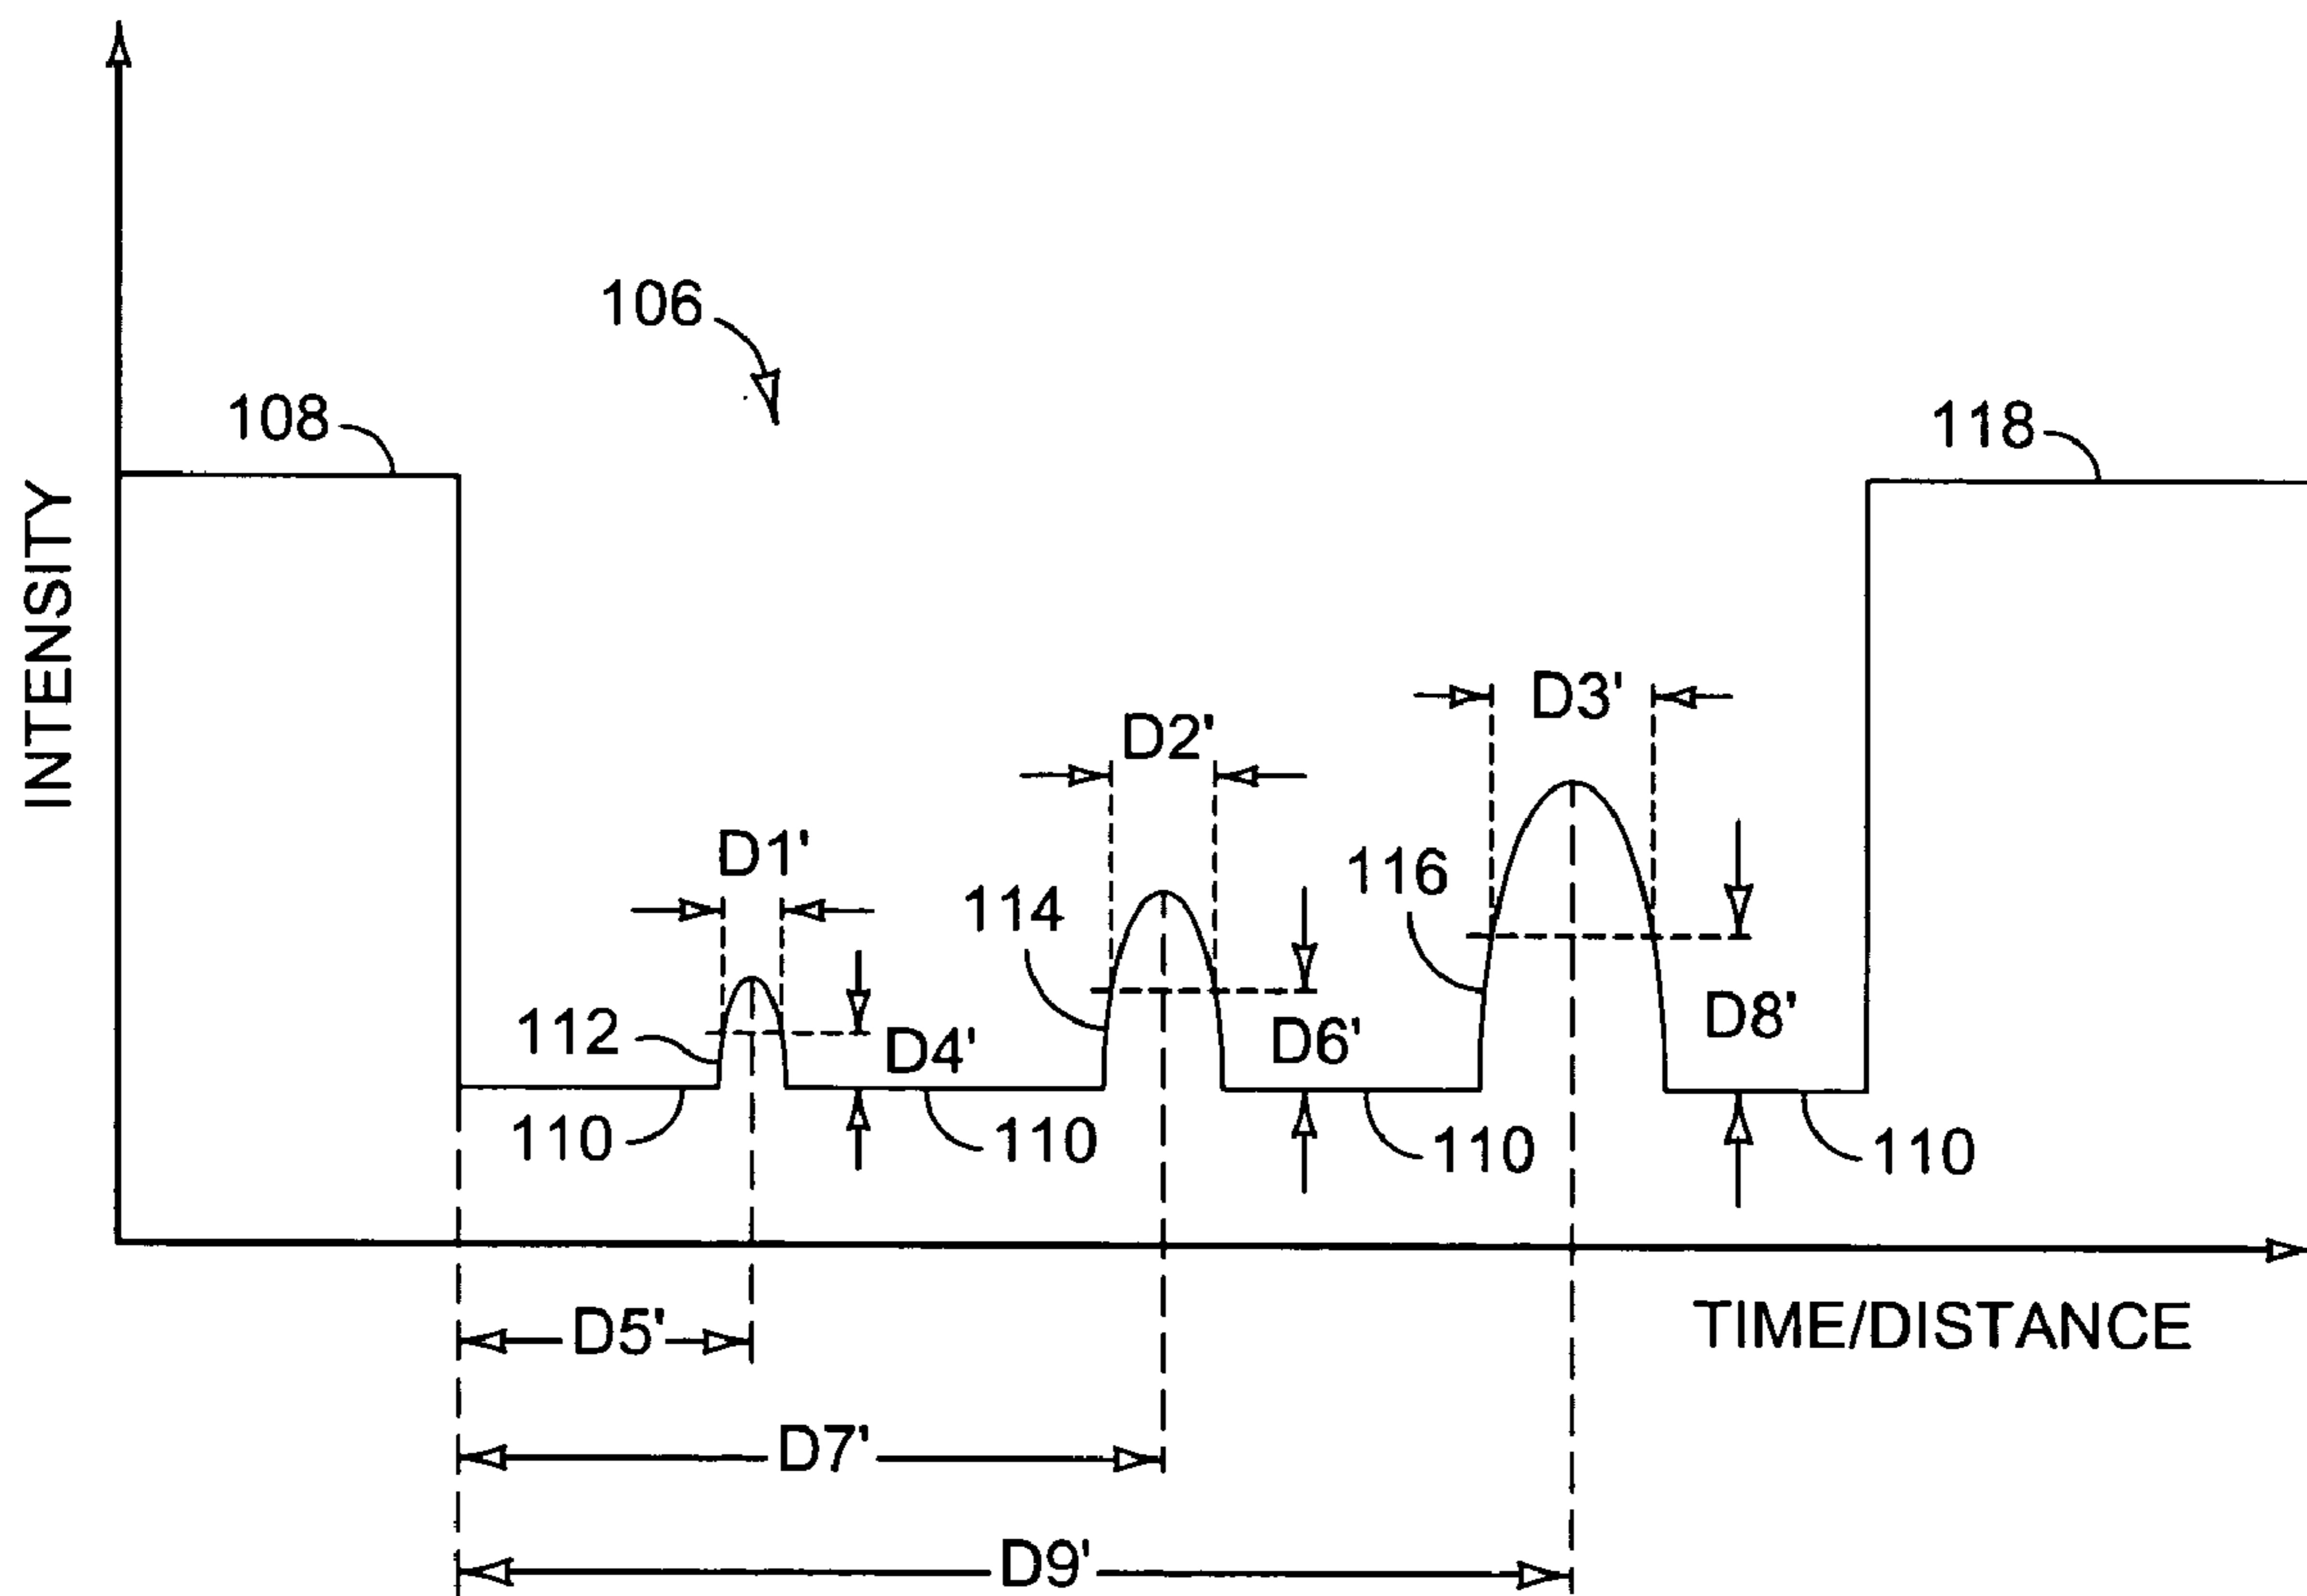 106
108
118
INTENSITY
D3'
D2'
D1'
116
114
112
D4'
D6'
D8'
110
110
110
110
D5'
TIME/DISTANCE
D7'
D9'